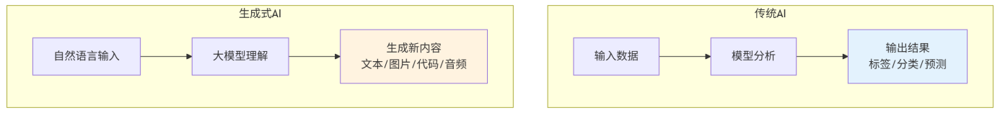 生成式AI
自然语言输入
大模型理解
生成新内容
文本/图片/代码/音频
传统AI
输入数据
模型分析
输出结果
标签/分类/预测